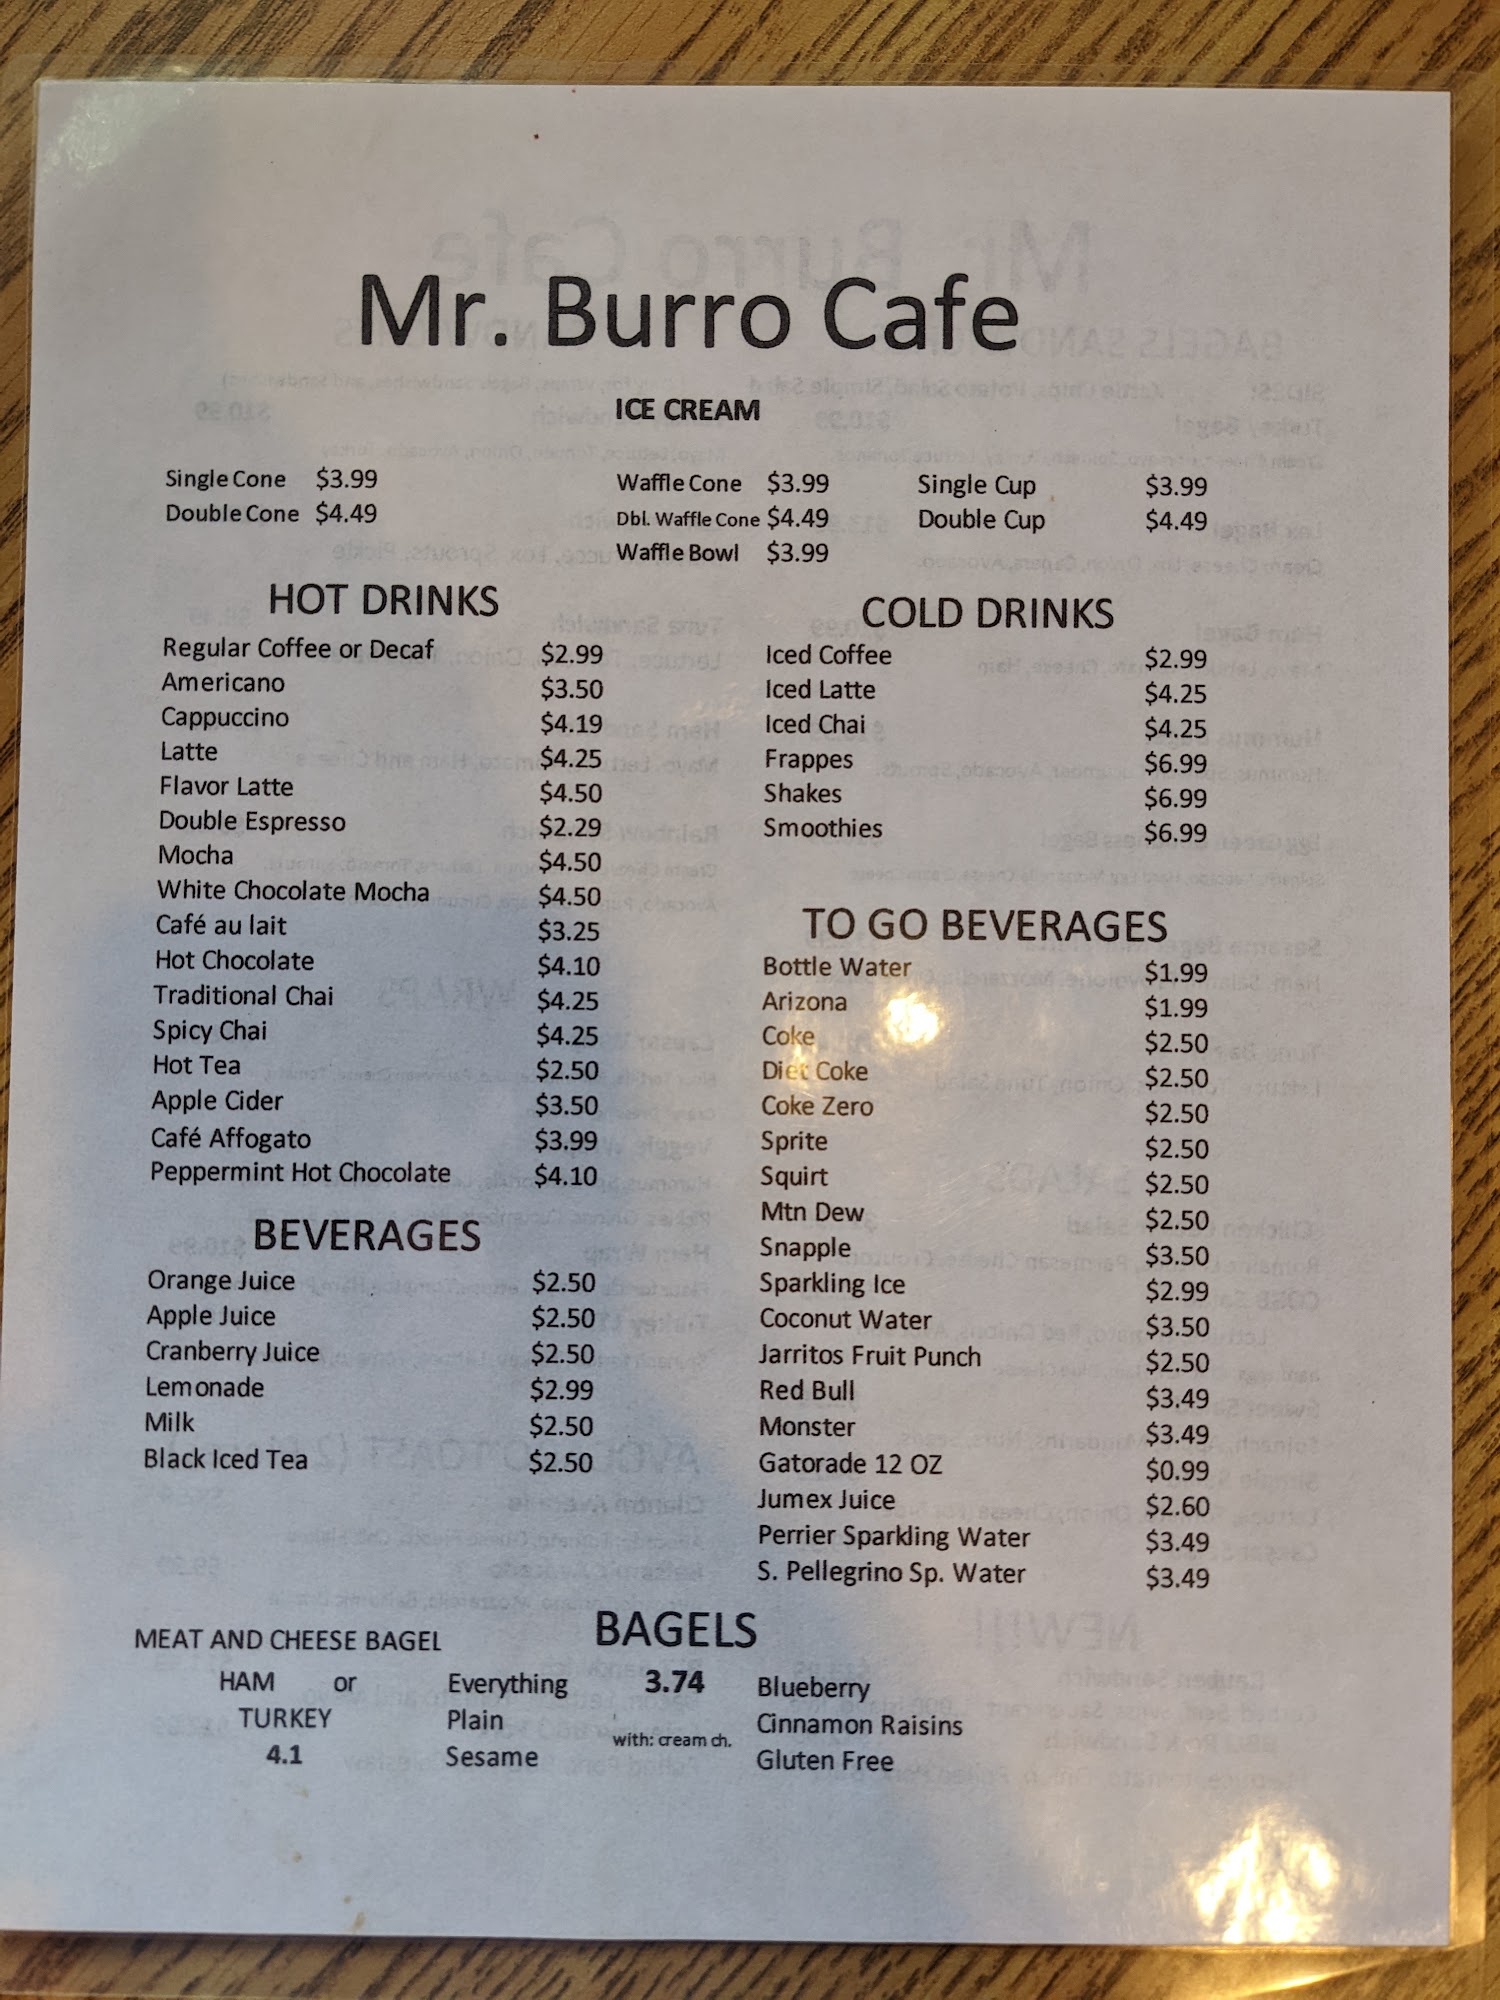 Mr. Burro Cafe
ICE CREAM
Single Cone $3.99 Waffle Cone $3.99 Single Cup $3.99
Double Cone $4.49 Dbl. Waffle Cone $4.49 Double Cup $4.49
Waffle Bowl $3.99
HOT DRINKS
Regular Coffee or Decaf $2.99
Americano $3.50
Cappuccino $4.19
Latte $4.25
Flavor Latte $4.50
Double Espresso $2.29
Mocha $4.50
White Chocolate Mocha $4.50
Café au lait $3.25
Hot Chocolate $4.10
Traditional Chai $4.25
Spicy Chai $4.25
Hot Tea $2.50
Apple Cider $3.50
Café Affogato $3.99
Peppermint Hot Chocolate $4.10
BEVERAGES
Orange Juice $2.50
Apple Juice $2.50
Cranberry Juice $2.50
Lemonade $2.99
Milk $2.50
Black Iced Tea $2.50
COLD DRINKS
Iced Coffee $2.99
Iced Latte $4.25
Iced Chai $4.25
Frappes $6.99
Shakes $6.99
Smoothies $6.99
TO GO BEVERAGES
Bottle Water $1.99
Arizona $1.99
Coke $2.50
Diet Coke $2.50
Coke Zero $2.50
Sprite $2.50
Squirt $2.50
Mtn Dew $2.50
Snapple $3.50
Sparkling Ice $2.99
Coconut Water $3.50
Jarritos Fruit Punch $2.50
Red Bull $3.49
Monster $3.49
Gatorade 12 OZ $0.99
Jumex Juice $2.60
Perrier Sparkling Water $3.49
S. Pellegrino Sp. Water $3.49
BAGELS
MEAT AND CHEESE BAGEL
HAM or Everything 3.74 Blueberry
TURKEY Plain with: cream ch. Cinnamon Raisins
4.1 Sesame Gluten Free